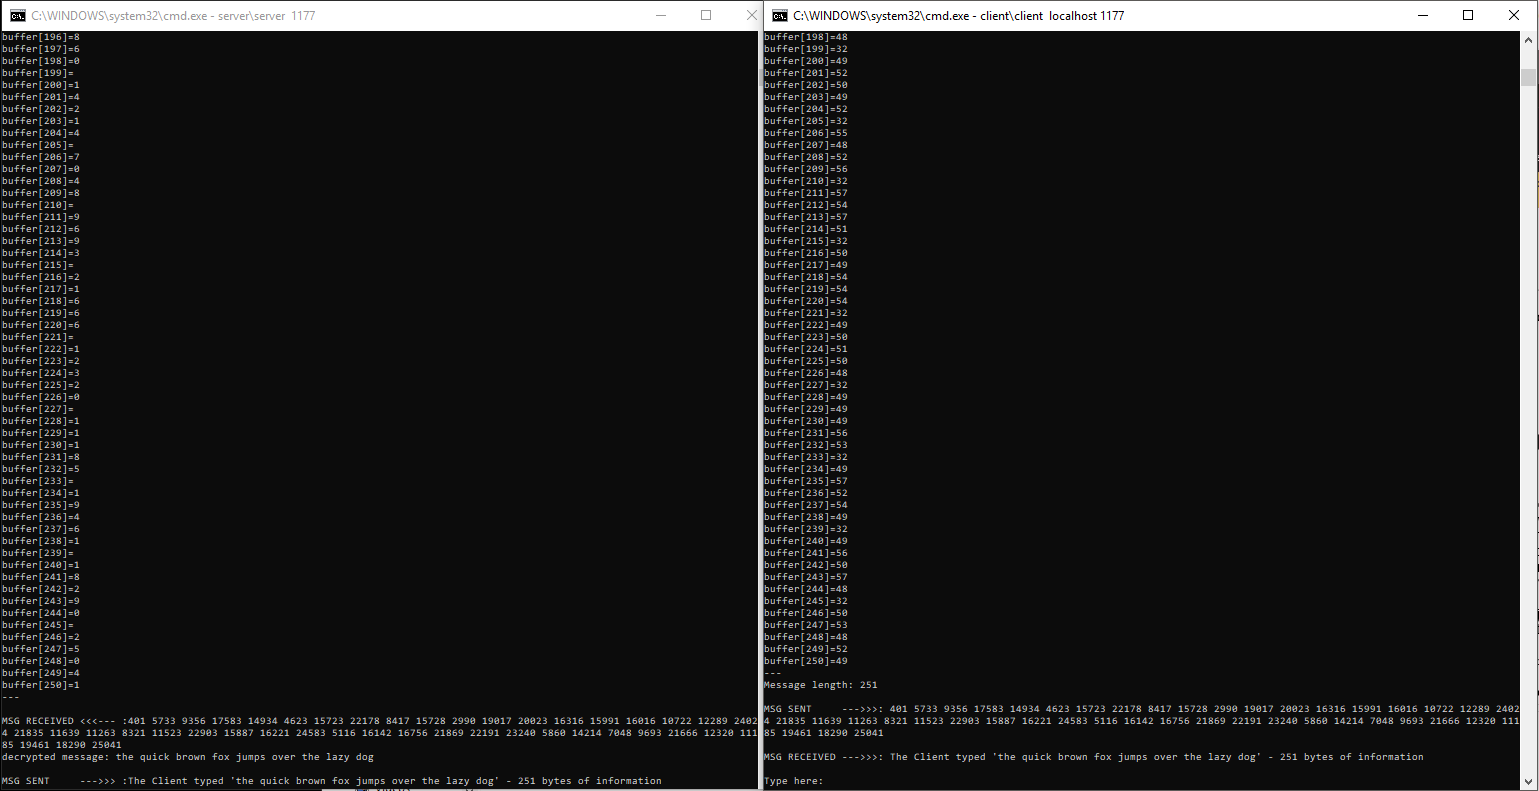 C:\WINDOWS\system32\cmd.exe - server\server 1177
buffer[196]=8
buffer[197]=6
buffer[198]=0
buffer[199]=
buffer[200]=1
buffer[201]=4
buffer[202]=2
buffer[203]=1
buffer[204]=4
buffer[205]=
buffer[206]=7
buffer[207]=0
buffer[208]=4
buffer[209]=8
buffer[210]=
buffer[211]=9
buffer[212]=6
buffer[213]=9
buffer[214]=3
buffer[215]=
buffer[216]=2
buffer[217]=1
buffer[218]=6
buffer[219]=6
buffer[220]=6
buffer[221]=
buffer[222]=1
buffer[223]=2
buffer[224]=3
buffer[225]=2
buffer[226]=0
buffer[227]=
buffer[228]=1
buffer[229]=1
buffer[230]=1
buffer[231]=8
buffer[232]=5
buffer[233]=
buffer[234]=1
buffer[235]=9
buffer[236]=4
buffer[237]=6
buffer[238]=1
buffer[239]=
buffer[240]=1
buffer[241]=8
buffer[242]=2
buffer[243]=9
buffer[244]=0
buffer[245]=
buffer[246]=2
buffer[247]=5
buffer[248]=0
buffer[249]=4
buffer[250]=1
---
MSG RECEIVED <<<--- :401 5733 9356 17583 14934 4623 15723 22178 8417 15728 2990 19017 20023 16316 15991 16016 10722 12289 2402
4 21835 11639 11263 8321 11523 22903 15887 16221 24583 5116 16142 16756 21869 22191 23240 5860 14214 7048 9693 21666 12320 111
85 19461 18290 25041
decrypted message: the quick brown fox jumps over the lazy dog
MSG SENT --->>> :The Client typed 'the quick brown fox jumps over the lazy dog' - 251 bytes of information
C:\WINDOWS\system32\cmd.exe - client\client localhost 1177
buffer[198]=48
buffer[199]=32
buffer[200]=49
buffer[201]=52
buffer[202]=50
buffer[203]=49
buffer[204]=52
buffer[205]=32
buffer[206]=55
buffer[207]=48
buffer[208]=52
buffer[209]=56
buffer[210]=32
buffer[211]=57
buffer[212]=54
buffer[213]=57
buffer[214]=51
buffer[215]=32
buffer[216]=50
buffer[217]=49
buffer[218]=54
buffer[219]=54
buffer[220]=54
buffer[221]=32
buffer[222]=49
buffer[223]=50
buffer[224]=51
buffer[225]=50
buffer[226]=48
buffer[227]=32
buffer[228]=49
buffer[229]=49
buffer[230]=49
buffer[231]=56
buffer[232]=53
buffer[233]=32
buffer[234]=49
buffer[235]=57
buffer[236]=52
buffer[237]=54
buffer[238]=49
buffer[239]=32
buffer[240]=49
buffer[241]=56
buffer[242]=50
buffer[243]=57
buffer[244]=48
buffer[245]=32
buffer[246]=50
buffer[247]=53
buffer[248]=48
buffer[249]=52
buffer[250]=49
---
Message length: 251
MSG SENT --->>>: 401 5733 9356 17583 14934 4623 15723 22178 8417 15728 2990 19017 20023 16316 15991 16016 10722 12289 2402
4 21835 11639 11263 8321 11523 22903 15887 16221 24583 5116 16142 16756 21869 22191 23240 5860 14214 7048 9693 21666 12320 111
85 19461 18290 25041
MSG RECEIVED --->>>: The Client typed 'the quick brown fox jumps over the lazy dog' - 251 bytes of information
Type here: